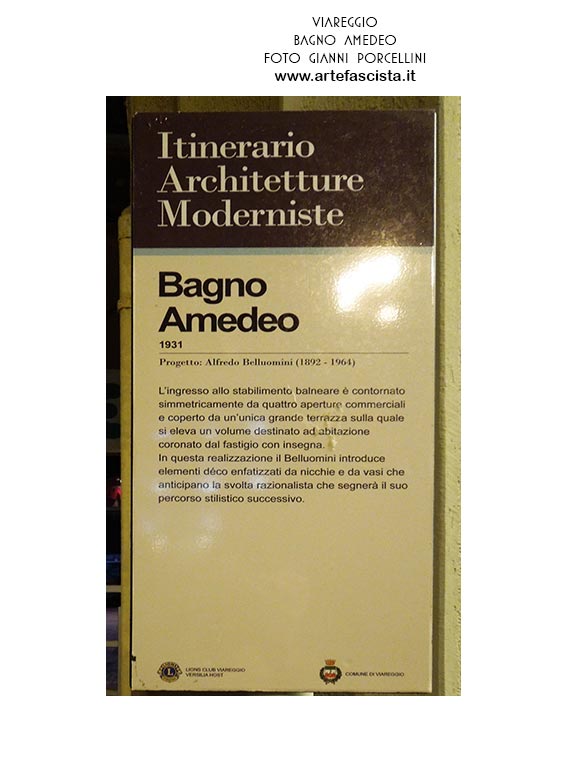 VIAREGGIO
BAGNO AMEDEO
FOTO GIANNI PORCELLINI
www.artefascista.it
Itinerario
Architetture
Moderniste
Bagno
Amedeo
1931
Progetto: Alfredo Belluomini (1892 - 1964)
L'ingresso allo stabilimento balneare è contornato
simmetricamente da quattro aperture commerciali
e coperto da un'unica grande terrazza sulla quale
si eleva un volume destinato ad abitazione
coronato dal fastigio con insegna.
In questa realizzazione il Belluomini introduce
elementi déco enfatizzati da nicchie e da vasi che
anticipano la svolta razionalista che segnerà il suo
percorso stilistico successivo.
LIONS CLUB VIAREGGIO
VERSILIA HOST
COMUNE DI VIAREGGIO